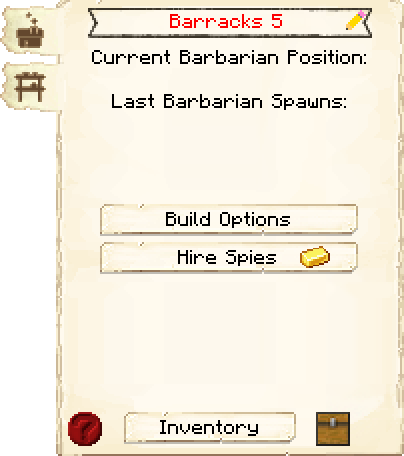 Barracks 5
Current Barbarian Position:
Last Barbarian Spawns:
Build Options
Hire Spies
Inventory
?